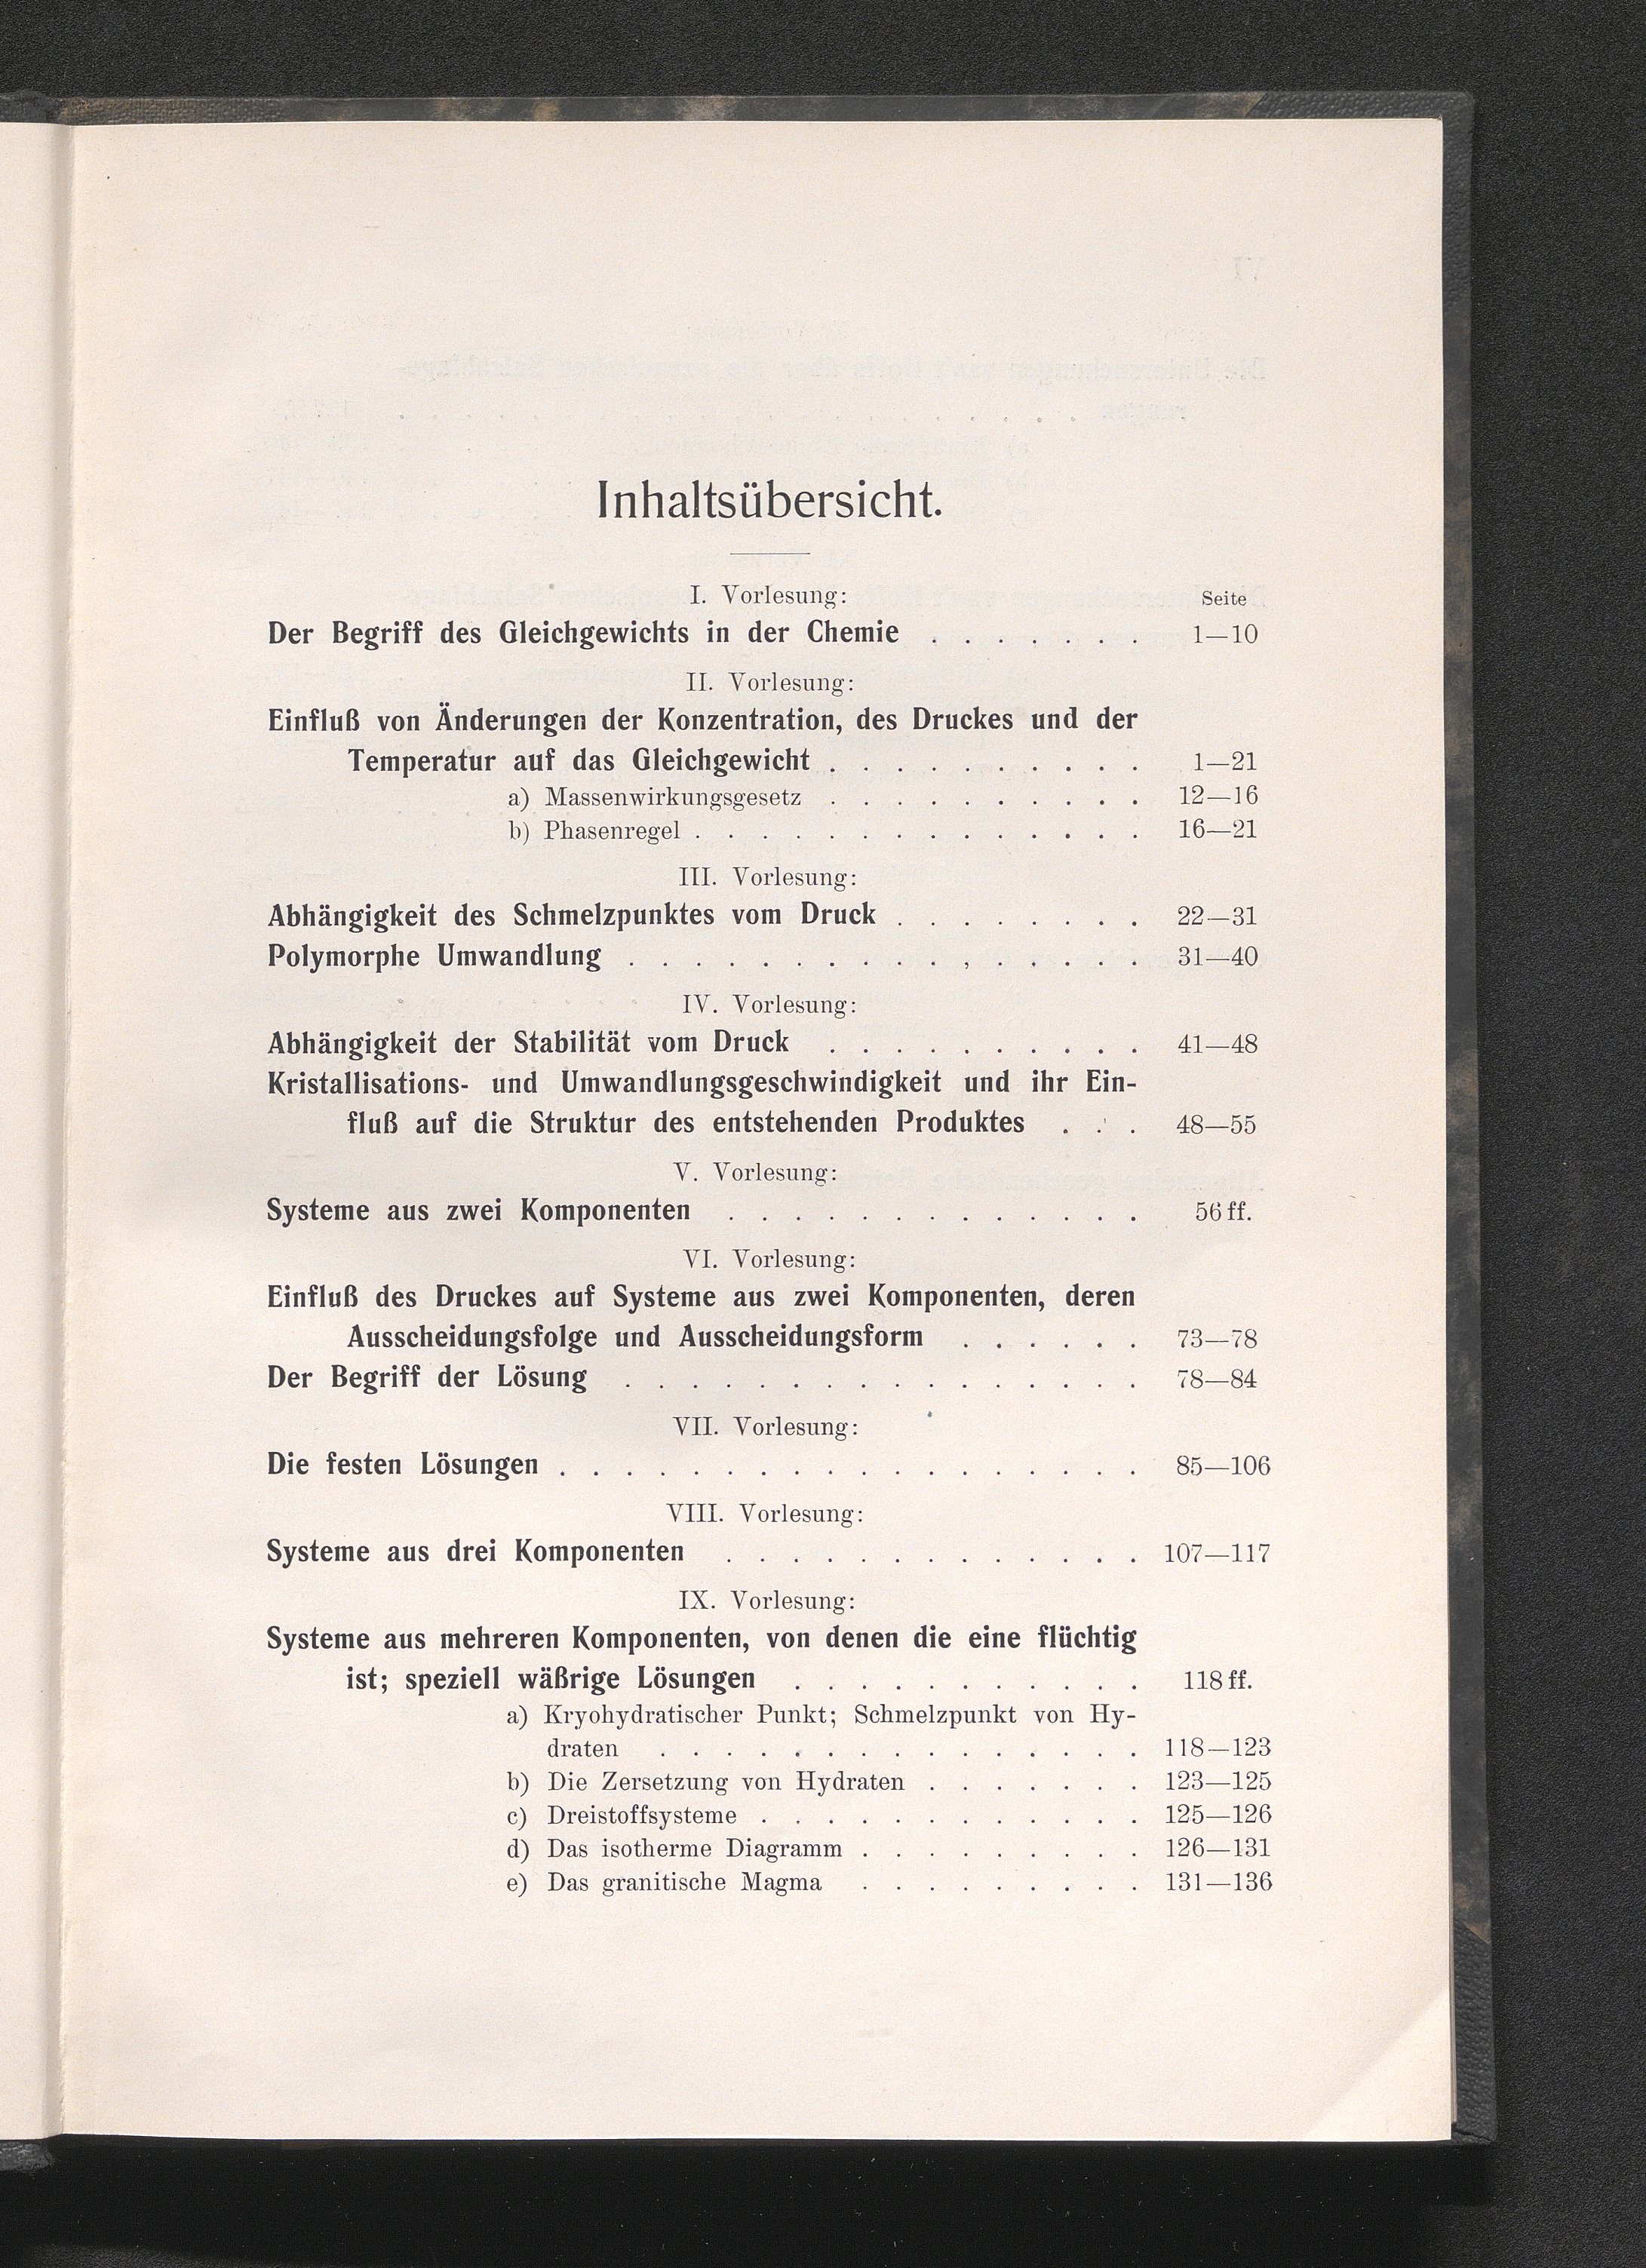 Inhaltsübersicht.
I. Vorlesung: Seite
Der Begriff des Gleichgewichts in der Chemie . . . . . . . 1—10
II. Vorlesung:
Einfluß von Änderungen der Konzentration, des Druckes und der
Temperatur auf das Gleichgewicht . . . . . . . . . . 1—21
a) Massenwirkungsgesetz . . . . . . . . . . 12—16
b) Phasenregel . . . . . . . . . . . . . . 16—21
III. Vorlesung:
Abhängigkeit des Schmelzpunktes vom Druck . . . . . . . . 22—31
Polymorphe Umwandlung . . . . . . . . . . . . . . . . 31—40
IV. Vorlesung:
Abhängigkeit der Stabilität vom Druck . . . . . . . . . . 41—48
Kristallisations- und Umwandlungsgeschwindigkeit und ihr Ein-
fluß auf die Struktur des entstehenden Produktes . . . 48—55
V. Vorlesung:
Systeme aus zwei Komponenten . . . . . . . . . . . . . 56 ff.
VI. Vorlesung:
Einfluß des Druckes auf Systeme aus zwei Komponenten, deren
Ausscheidungsfolge und Ausscheidungsform . . . . . . 73—78
Der Begriff der Lösung . . . . . . . . . . . . . . . . 78—84
VII. Vorlesung:
Die festen Lösungen . . . . . . . . . . . . . . . . . . 85—106
VIII. Vorlesung:
Systeme aus drei Komponenten . . . . . . . . . . . . . 107—117
IX. Vorlesung:
Systeme aus mehreren Komponenten, von denen die eine flüchtig
ist; speziell wäßrige Lösungen . . . . . . . . . . . 118 ff.
a) Kryohydratischer Punkt; Schmelzpunkt von Hy-
draten . . . . . . . . . . . . . . . 118—123
b) Die Zersetzung von Hydraten . . . . . . . 123—125
c) Dreistoffsysteme . . . . . . . . . . . . 125—126
d) Das isotherme Diagramm . . . . . . . . . 126—131
e) Das granitische Magma . . . . . . . . . 131—136